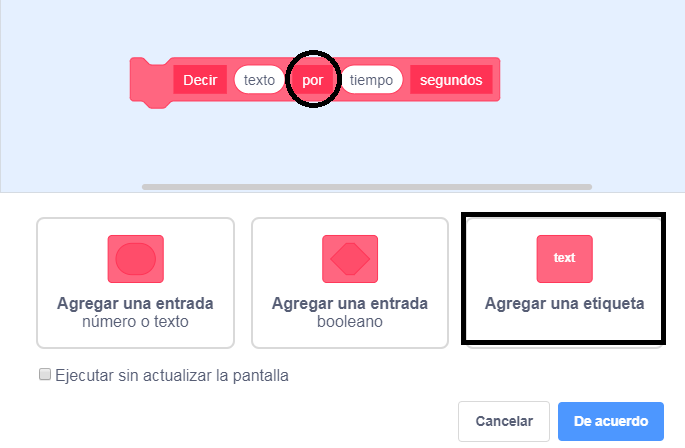 Decir texto por tiempo segundos
text
Agregar una entrada
número o texto
Agregar una entrada
booleano
Agregar una etiqueta
Ejecutar sin actualizar la pantalla
Cancelar
De acuerdo